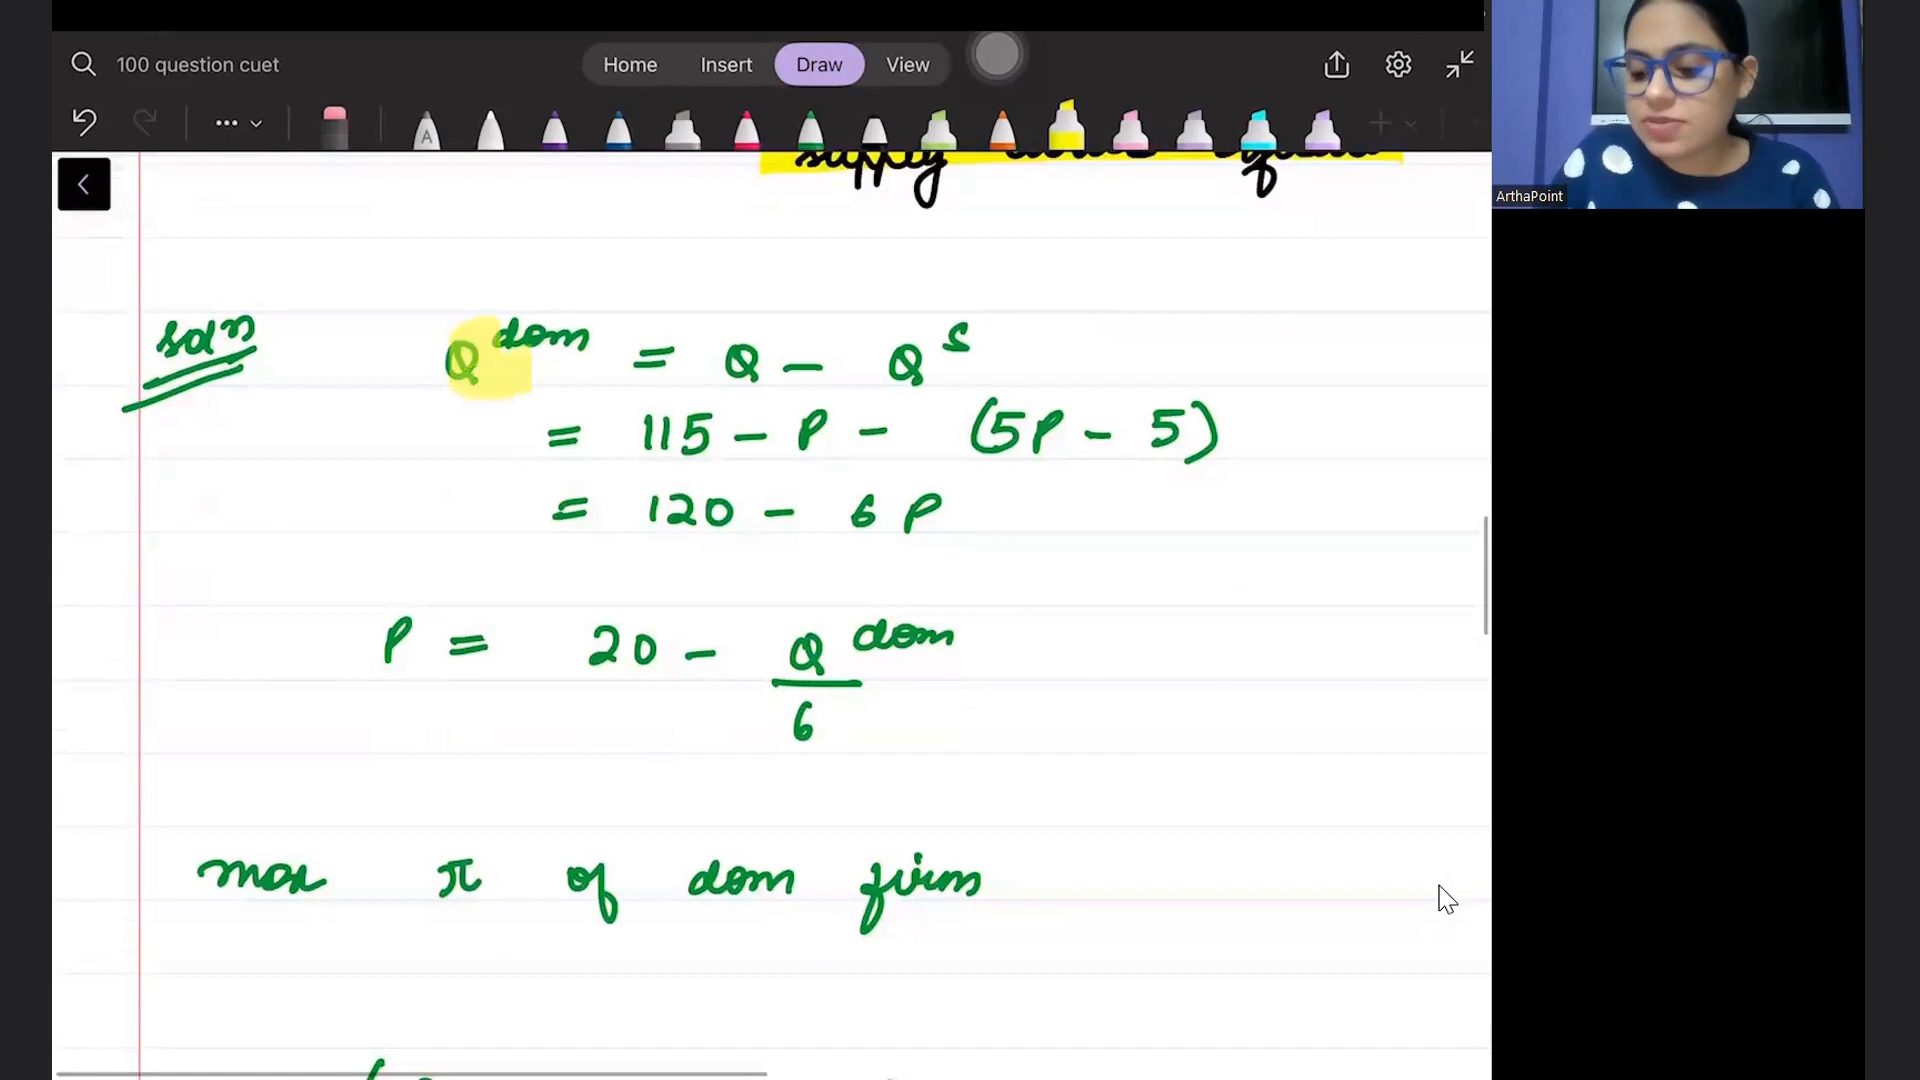 100 question cuet
Home Insert Draw View
A
ArthaPoint
supply
Soln
Q^dom = Q - Q^s
= 115 - P - (5P - 5)
= 120 - 6P
P = 20 - Q^dom
6
max π of dom firm